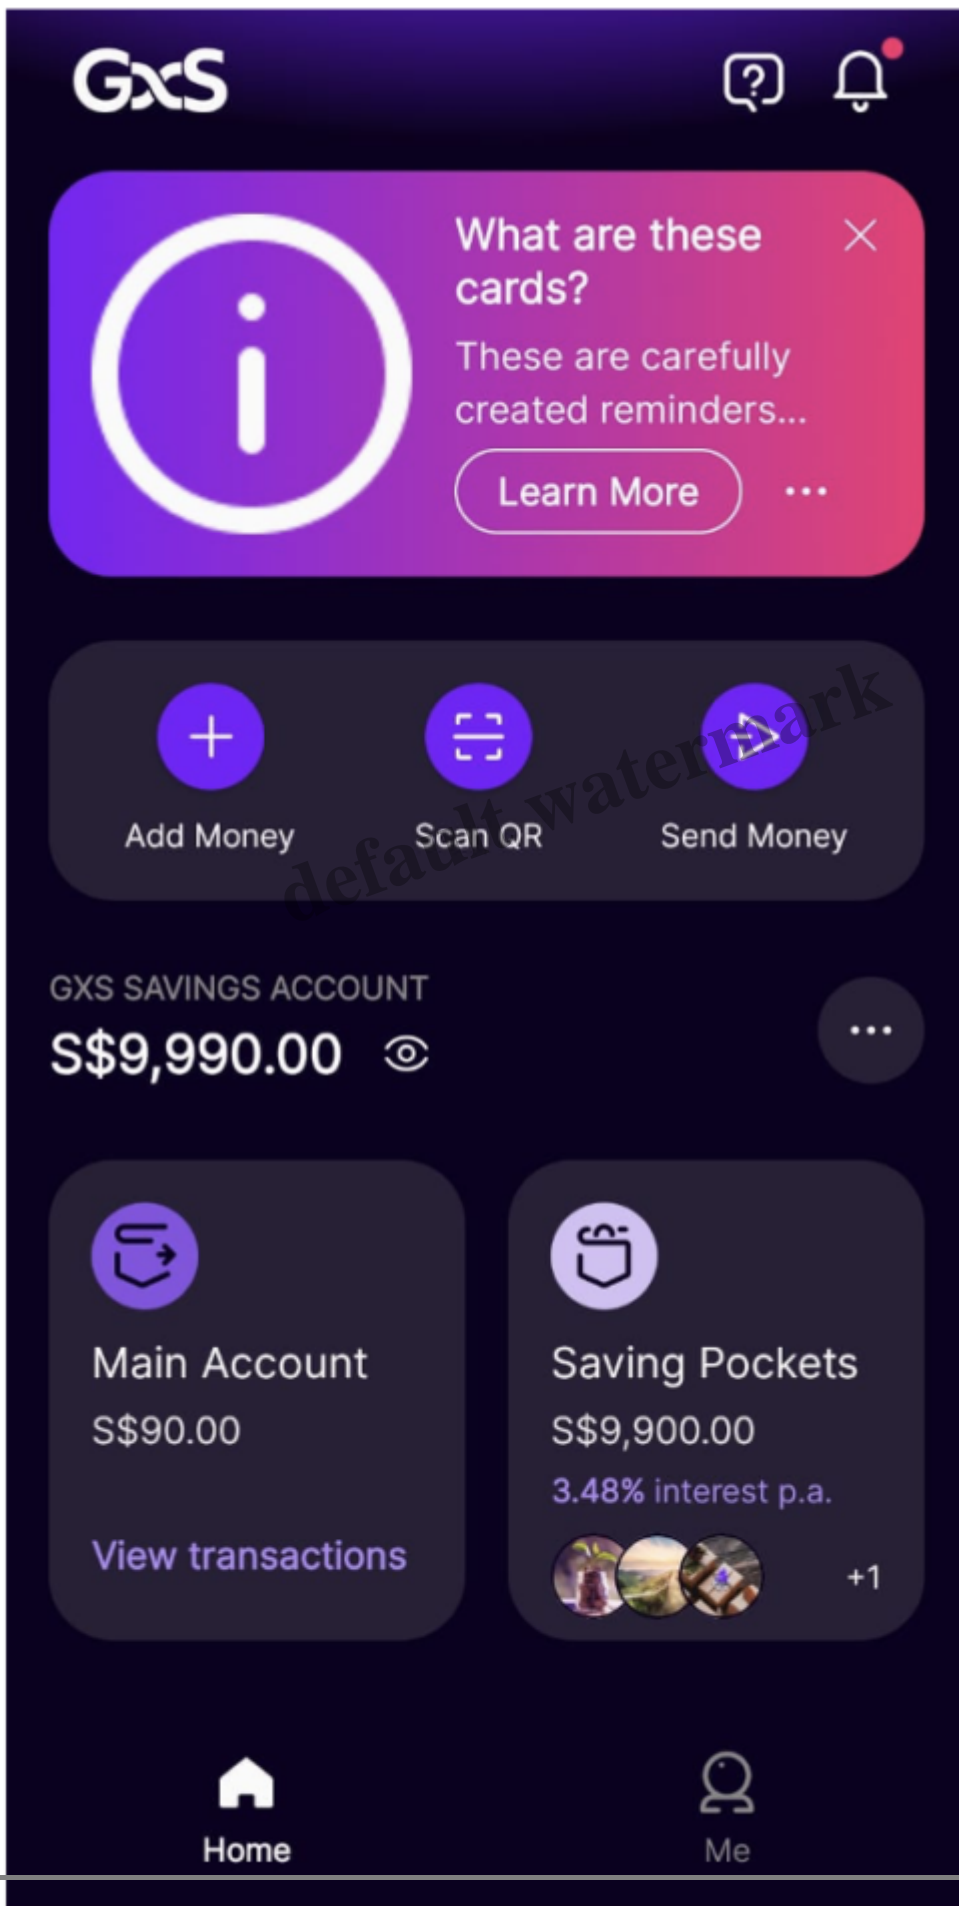 GXS
What are these
cards?
These are carefully
created reminders...
Learn More
Add Money
Scan QR
Send Money
default watermark
GXS SAVINGS ACCOUNT
S$9,990.00
Main Account
S$90.00
View transactions
Saving Pockets
S$9,900.00
3.48% interest p.a.
+1
Home
Me